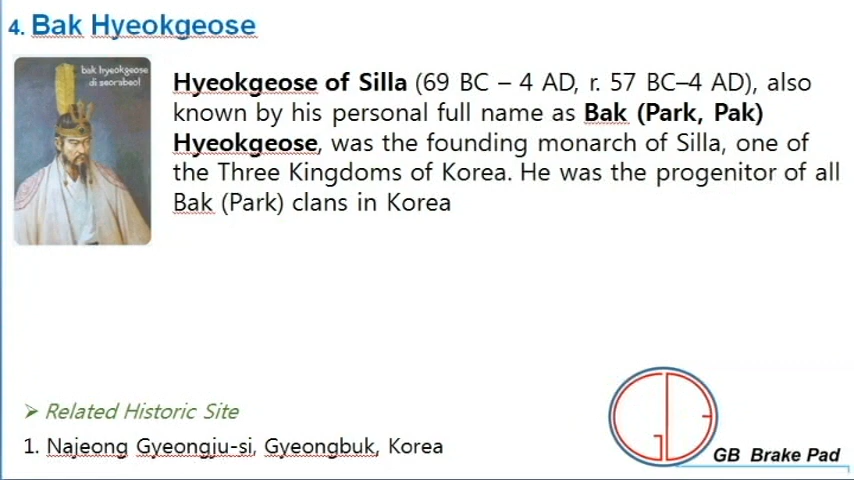 4. Bak Hyeokgeose
bak hyeokgeose
di seorabeol
Hyeokgeose of Silla (69 BC – 4 AD, r. 57 BC–4 AD), also
known by his personal full name as Bak (Park, Pak)
Hyeokgeose, was the founding monarch of Silla, one of
the Three Kingdoms of Korea. He was the progenitor of all
Bak (Park) clans in Korea
➢ Related Historic Site
1. Najeong Gyeongju-si, Gyeongbuk, Korea
GB Brake Pad